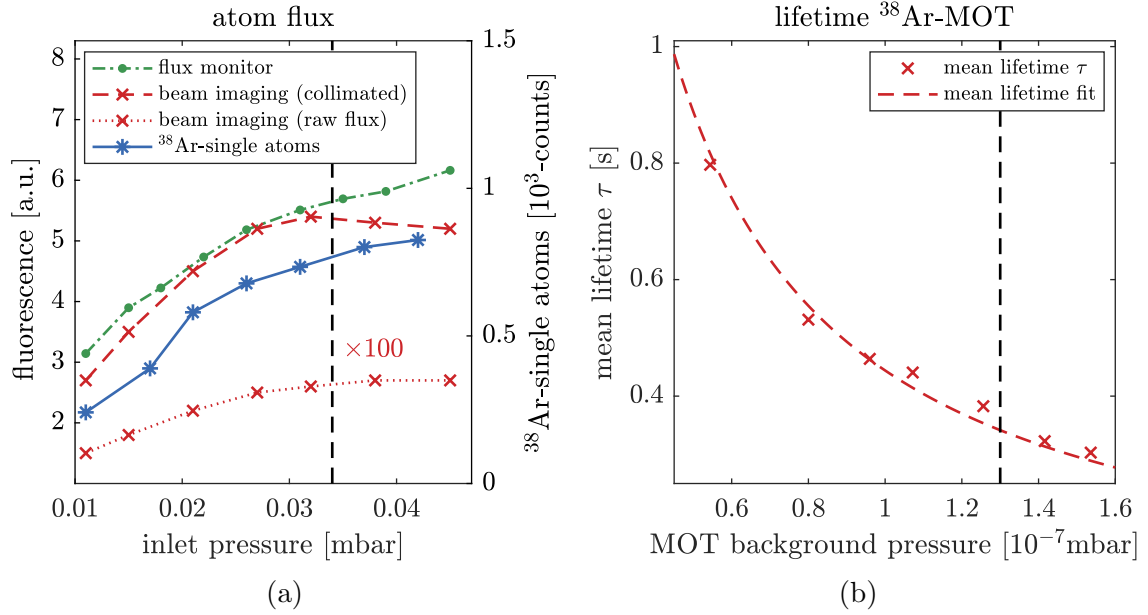 atom flux
fluorescence [a.u.]
8
7
6
5
4
3
2
flux monitor
beam imaging (collimated)
beam imaging (raw flux)
³⁸Ar-single atoms
×100
1.5
1
0.5
0
³⁸Ar-single atoms [10³-counts]
0.01 0.02 0.03 0.04
inlet pressure [mbar]
(a)
lifetime ³⁸Ar-MOT
mean lifetime τ [s]
1
0.8
0.6
0.4
mean lifetime τ
mean lifetime fit
0.6 0.8 1 1.2 1.4 1.6
MOT background pressure [10⁻⁷mbar]
(b)